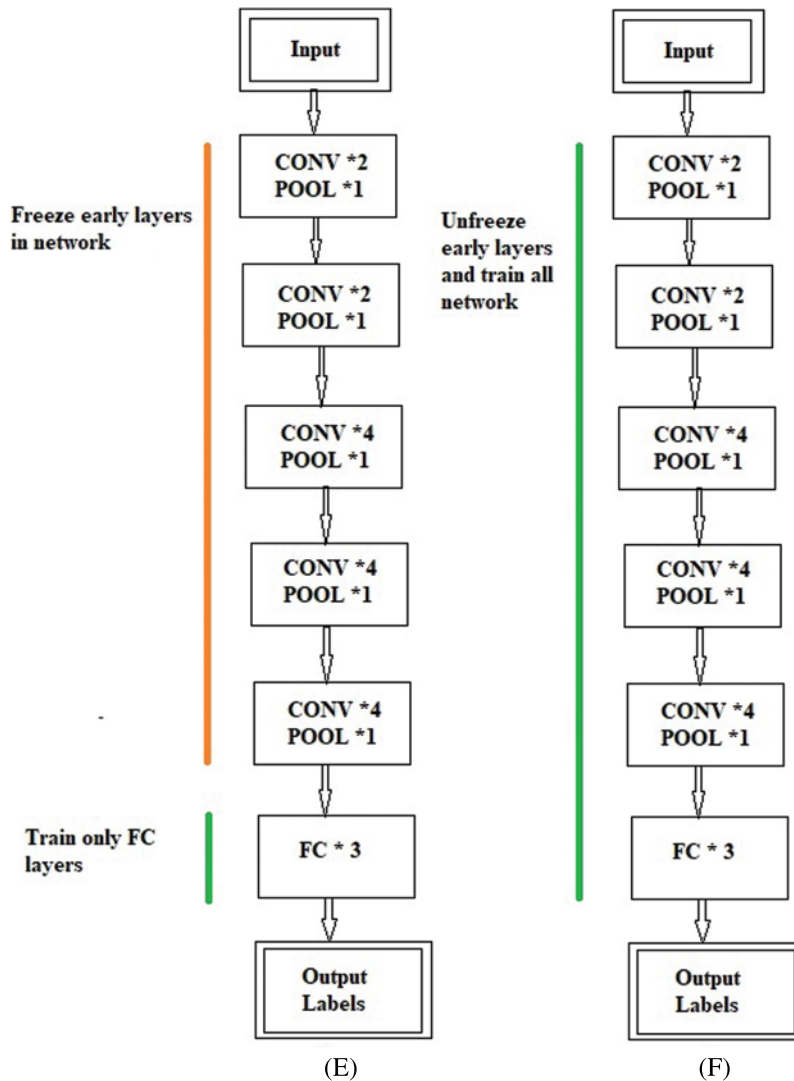 Input
CONV *2
POOL *1
Freeze early layers
in network
CONV *2
POOL *1
CONV *4
POOL *1
CONV *4
POOL *1
CONV *4
POOL *1
-
Train only FC
layers
FC * 3
Output
Labels
(E)
Input
CONV *2
POOL *1
Unfreeze
early layers
and train all
network
CONV *2
POOL *1
CONV *4
POOL *1
CONV *4
POOL *1
CONV *4
POOL *1
FC * 3
Output
Labels
(F)